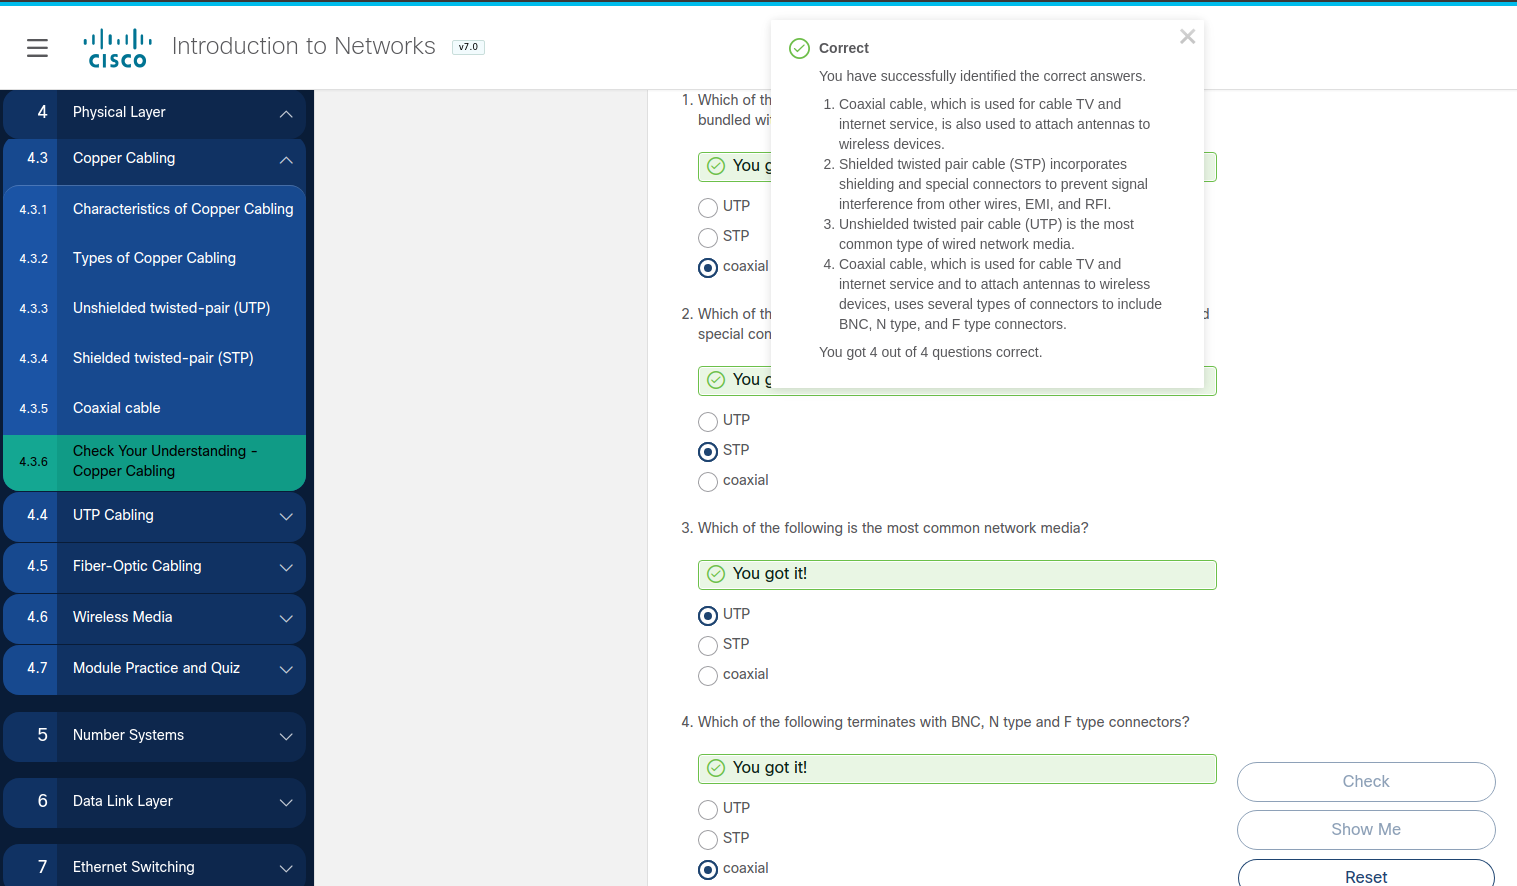 CISCO
Introduction to Networks
v7.0
4 Physical Layer
4.3 Copper Cabling
4.3.1 Characteristics of Copper Cabling
4.3.2 Types of Copper Cabling
4.3.3 Unshielded twisted-pair (UTP)
4.3.4 Shielded twisted-pair (STP)
4.3.5 Coaxial cable
4.3.6 Check Your Understanding -
Copper Cabling
4.4 UTP Cabling
4.5 Fiber-Optic Cabling
4.6 Wireless Media
4.7 Module Practice and Quiz
5 Number Systems
6 Data Link Layer
7 Ethernet Switching
Correct
You have successfully identified the correct answers.
1. Coaxial cable, which is used for cable TV and
internet service, is also used to attach antennas to
wireless devices.
2. Shielded twisted pair cable (STP) incorporates
shielding and special connectors to prevent signal
interference from other wires, EMI, and RFI.
3. Unshielded twisted pair cable (UTP) is the most
common type of wired network media.
4. Coaxial cable, which is used for cable TV and
internet service and to attach antennas to wireless
devices, uses several types of connectors to include
BNC, N type, and F type connectors.
You got 4 out of 4 questions correct.
1. Which of th
bundled wi
You g
UTP
STP
coaxial
2. Which of th
special con
You g
UTP
STP
coaxial
3. Which of the following is the most common network media?
You got it!
UTP
STP
coaxial
4. Which of the following terminates with BNC, N type and F type connectors?
You got it!
UTP
STP
coaxial
Check
Show Me
Reset